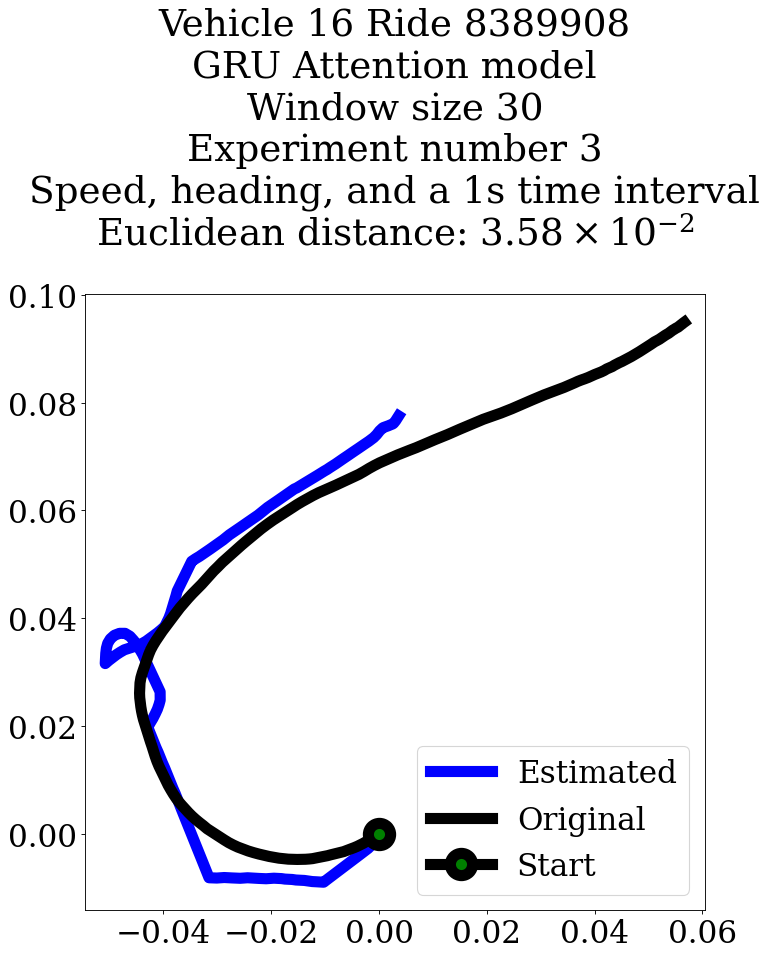 Vehicle 16 Ride 8389908
GRU Attention model
Window size 30
Experiment number 3
Speed, heading, and a 1s time interval
Euclidean distance: 3.58 × 10⁻²
0.10
0.08
0.06
0.04
0.02
0.00
Estimated
Original
Start
−0.04 −0.02 0.00 0.02 0.04 0.06